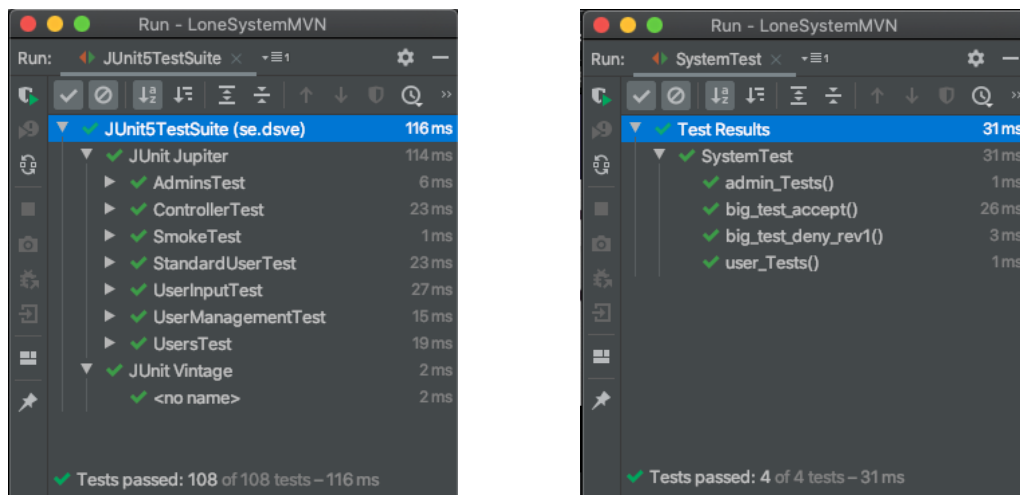 Run - LoneSystemMVN
Run: JUnit5TestSuite × 1
JUnit5TestSuite (se.dsve) 116 ms
JUnit Jupiter 114 ms
AdminsTest 6 ms
ControllerTest 23 ms
SmokeTest 1 ms
StandardUserTest 23 ms
UserInputTest 27 ms
UserManagementTest 15 ms
UsersTest 19 ms
JUnit Vintage 2 ms
<no name> 2 ms
Tests passed: 108 of 108 tests – 116 ms
Run - LoneSystemMVN
Run: SystemTest × 1
Test Results 31 ms
SystemTest 31 ms
admin_Tests() 1 ms
big_test_accept() 26 ms
big_test_deny_rev1() 3 ms
user_Tests() 1 ms
Tests passed: 4 of 4 tests – 31 ms